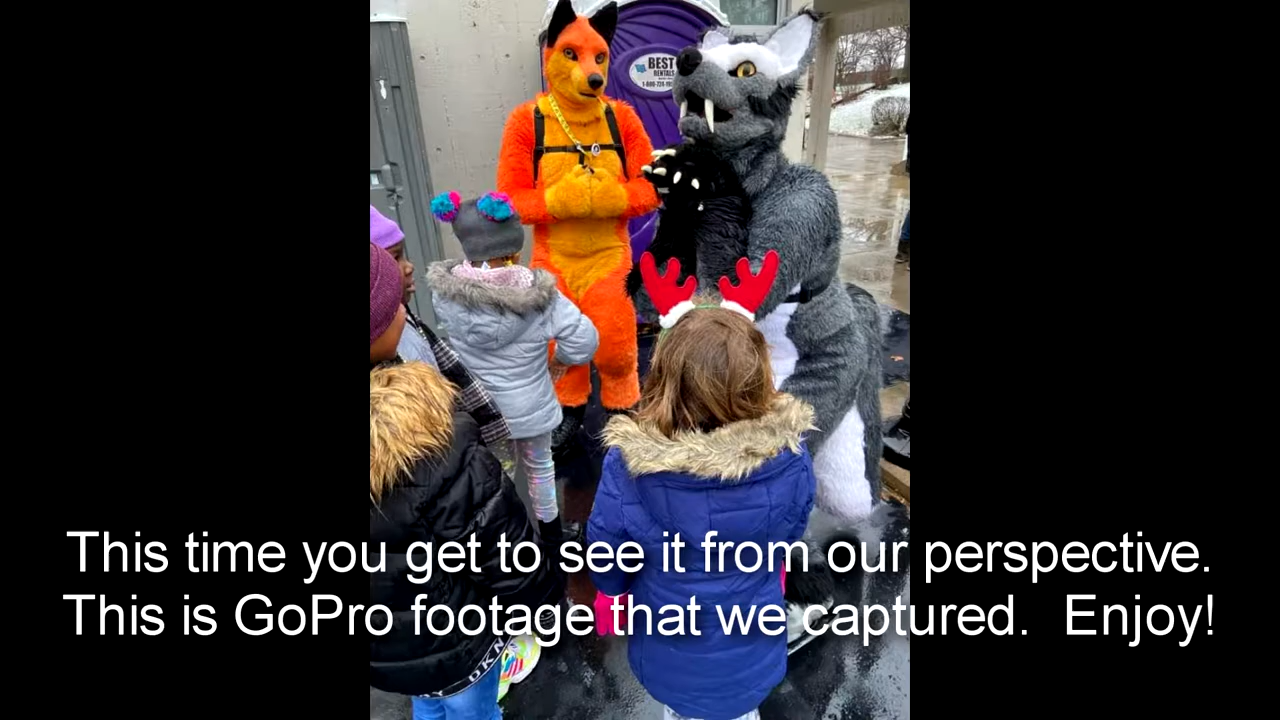 BEST
RENTALS
This time you get to see it from our perspective.
This is GoPro footage that we captured.  Enjoy!
DKN
Y